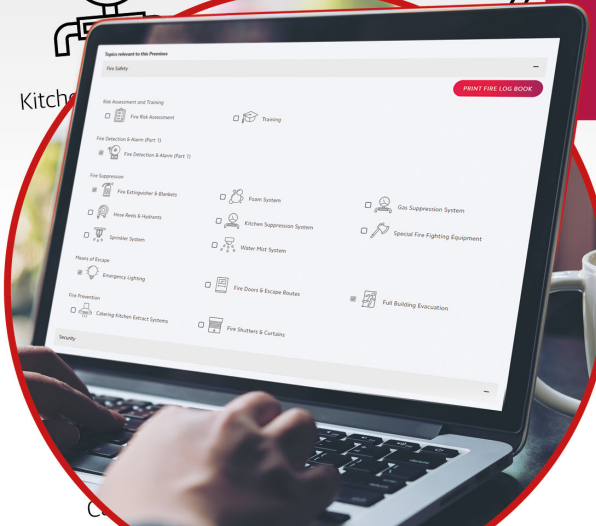 Kitche
Topics relevant to this Premises
Fire Safety
PRINT FIRE LOG BOOK
Risk Assessment and Training
Fire Risk Assessment
Training
Fire Detection & Alarm (Part 1)
Fire Detection & Alarm (Part 1)
Fire Suppression
Fire Extinguisher & Blankets
Foam System
Gas Suppression System
Hose Reels & Hydrants
Kitchen Suppression System
Special Fire Fighting Equipment
Sprinkler System
Water Mist System
Means of Escape
Emergency Lighting
Fire Doors & Escape Routes
Full Building Evacuation
Fire Prevention
Catering Kitchen Extract Systems
Fire Shutters & Curtains
Security
Ca